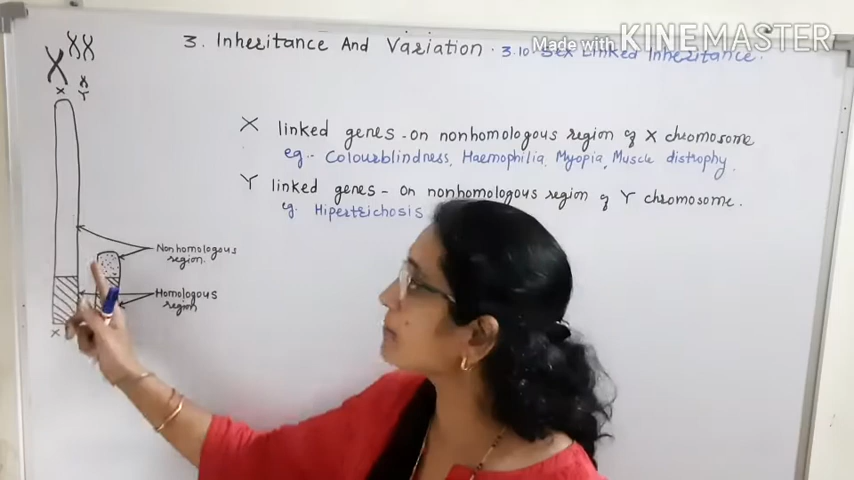 3. Inheritance And Variation. 3.10. Sex Linked Inheritance.
Made with KINEMASTER
XX
X
X X
Y
X linked genes - on nonhomologous region of X chromosome
eg:- Colourblindness, Haemophilia, Myopia, Muscle distrophy.
Y linked genes - on nonhomologous region of Y chromosome.
eg. Hipertrichosis
Nonhomologous
region.
Homologous
region
X